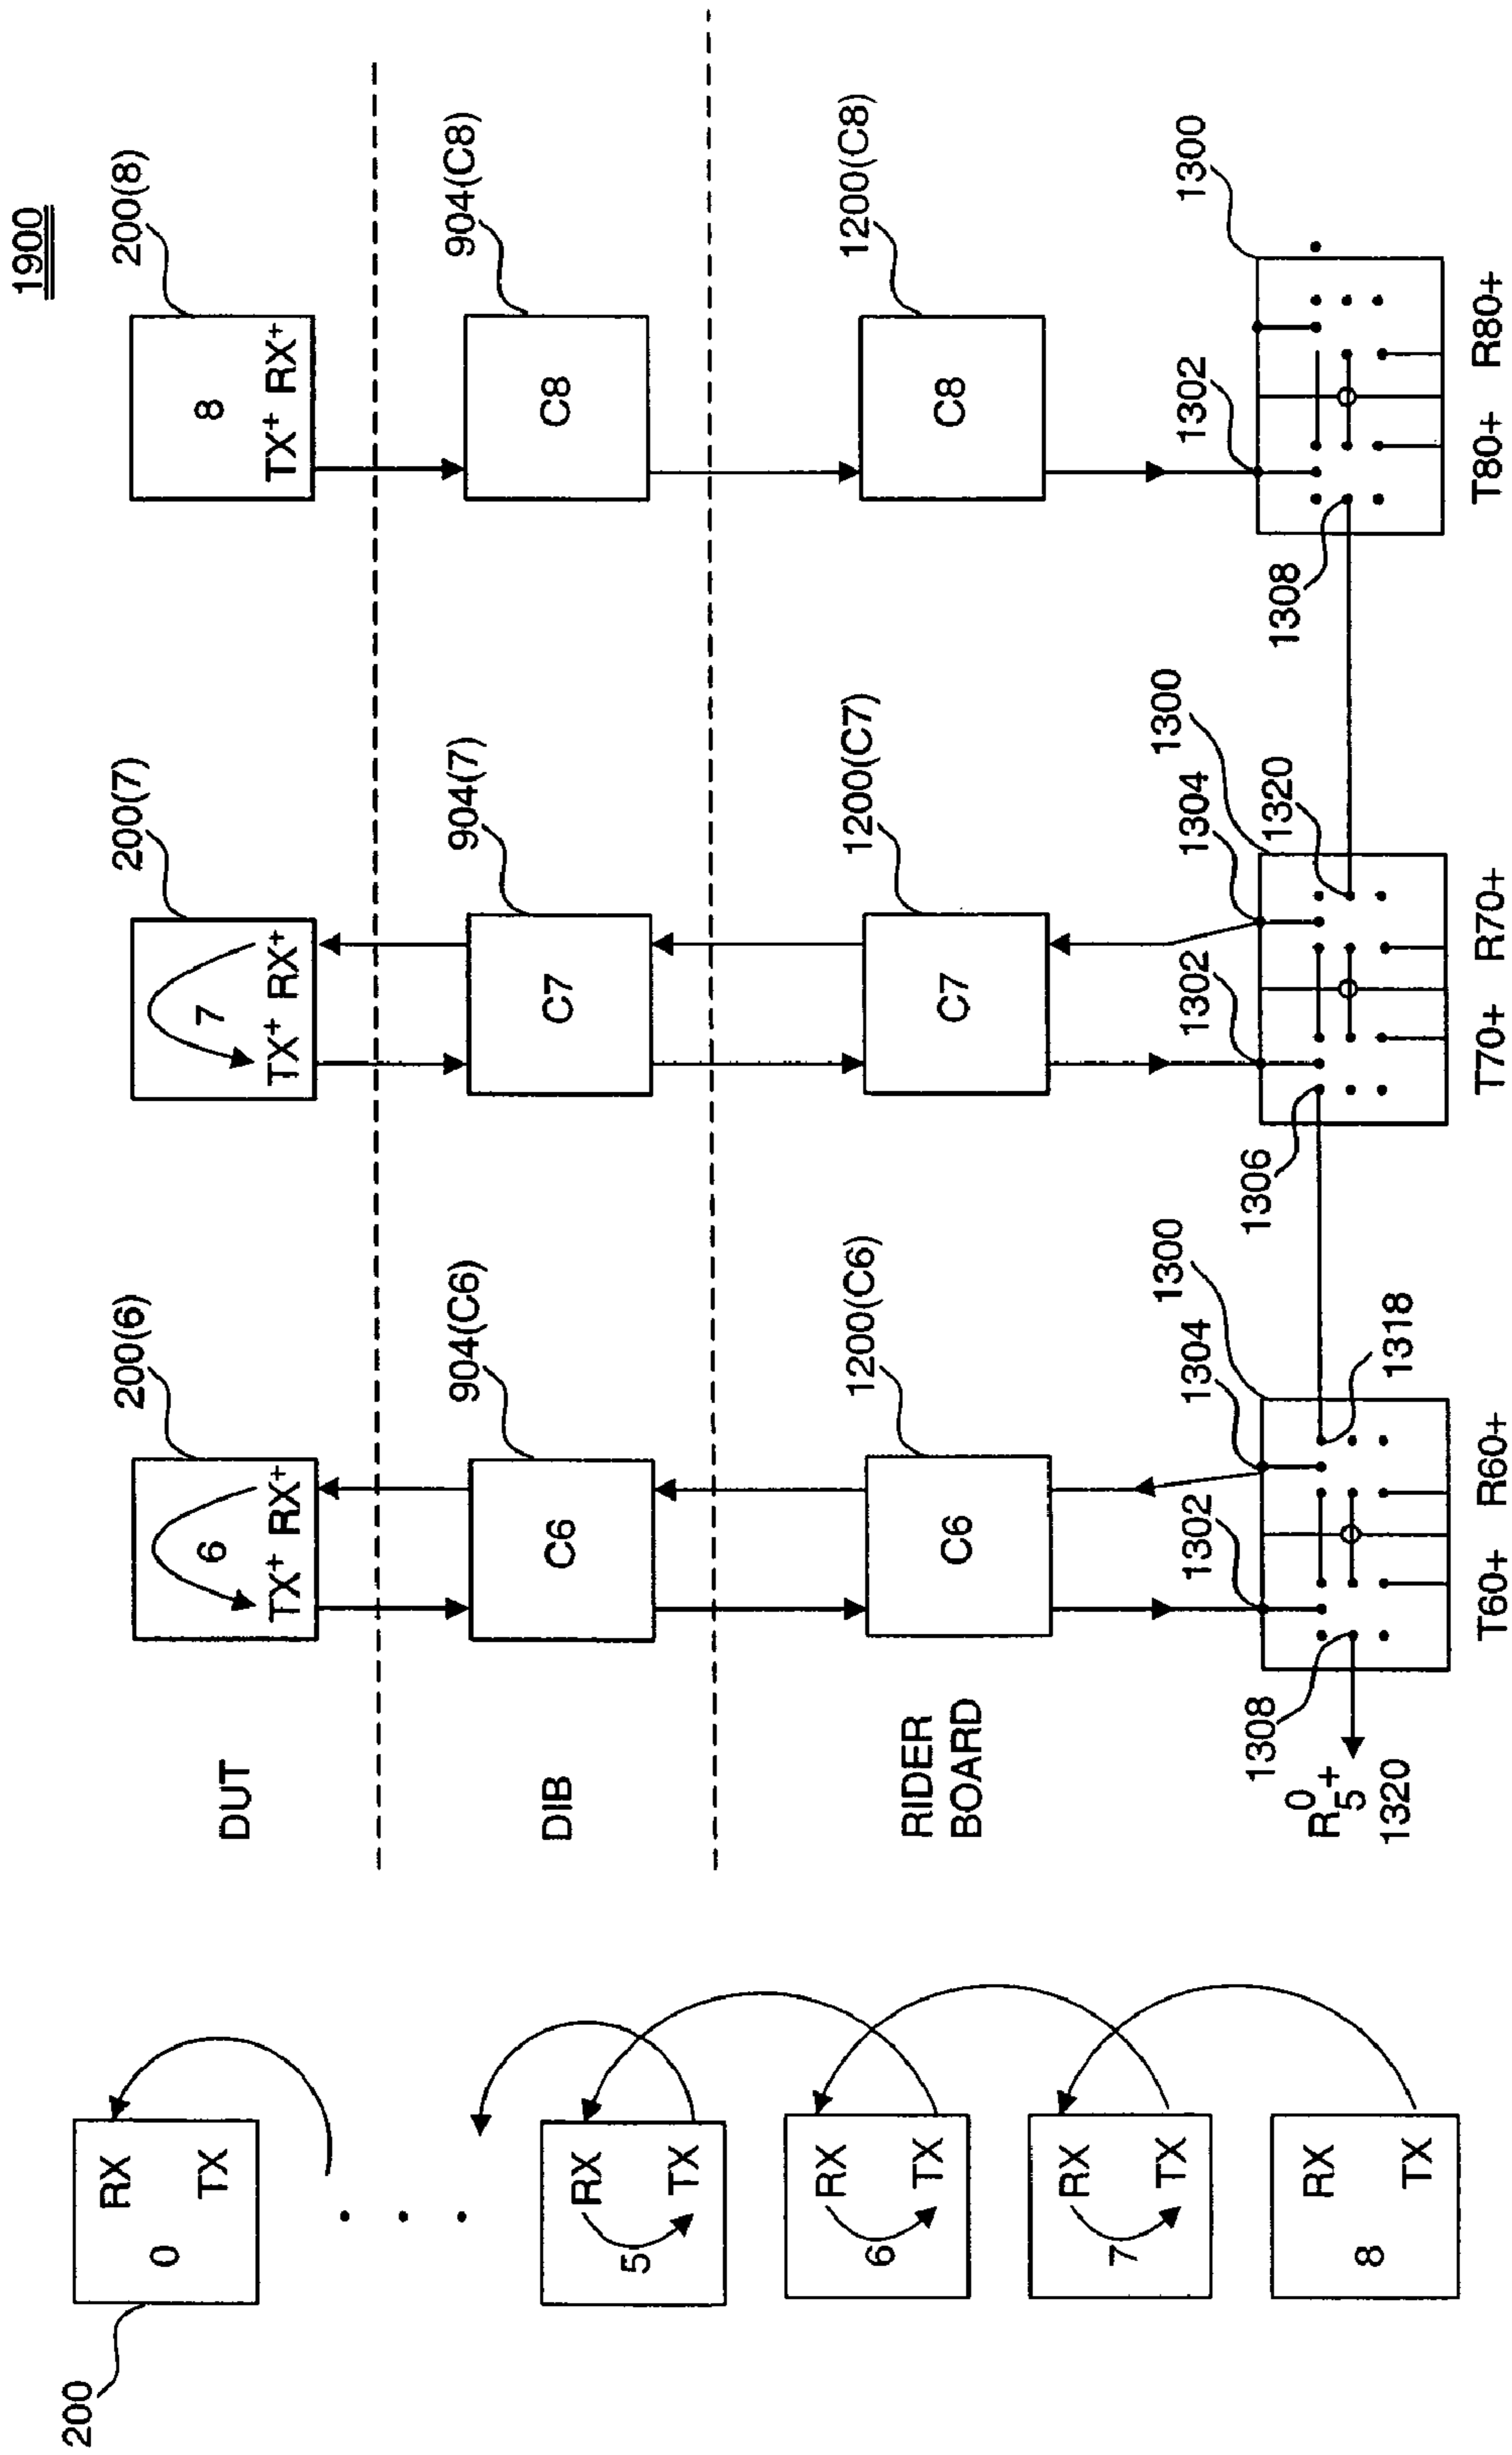 1900
200
0
RX
TX
5
RX
TX
6
RX
TX
7
RX
TX
8
RX
TX
DUT
200(6)
6
TX+ RX+
200(7)
7
TX+ RX+
200(8)
8
TX+ RX+
DIB
904(C6)
C6
904(7)
C7
904(C8)
C8
RIDER
BOARD
1200(C6)
C6
1200(C7)
C7
1200(C8)
C8
1308
1302
1304
1300
1318
1306
1302
1304
1300
1320
1308
1302
1300
R 0 5 +
1320
T60+ R60+
T70+ R70+
T80+ R80+